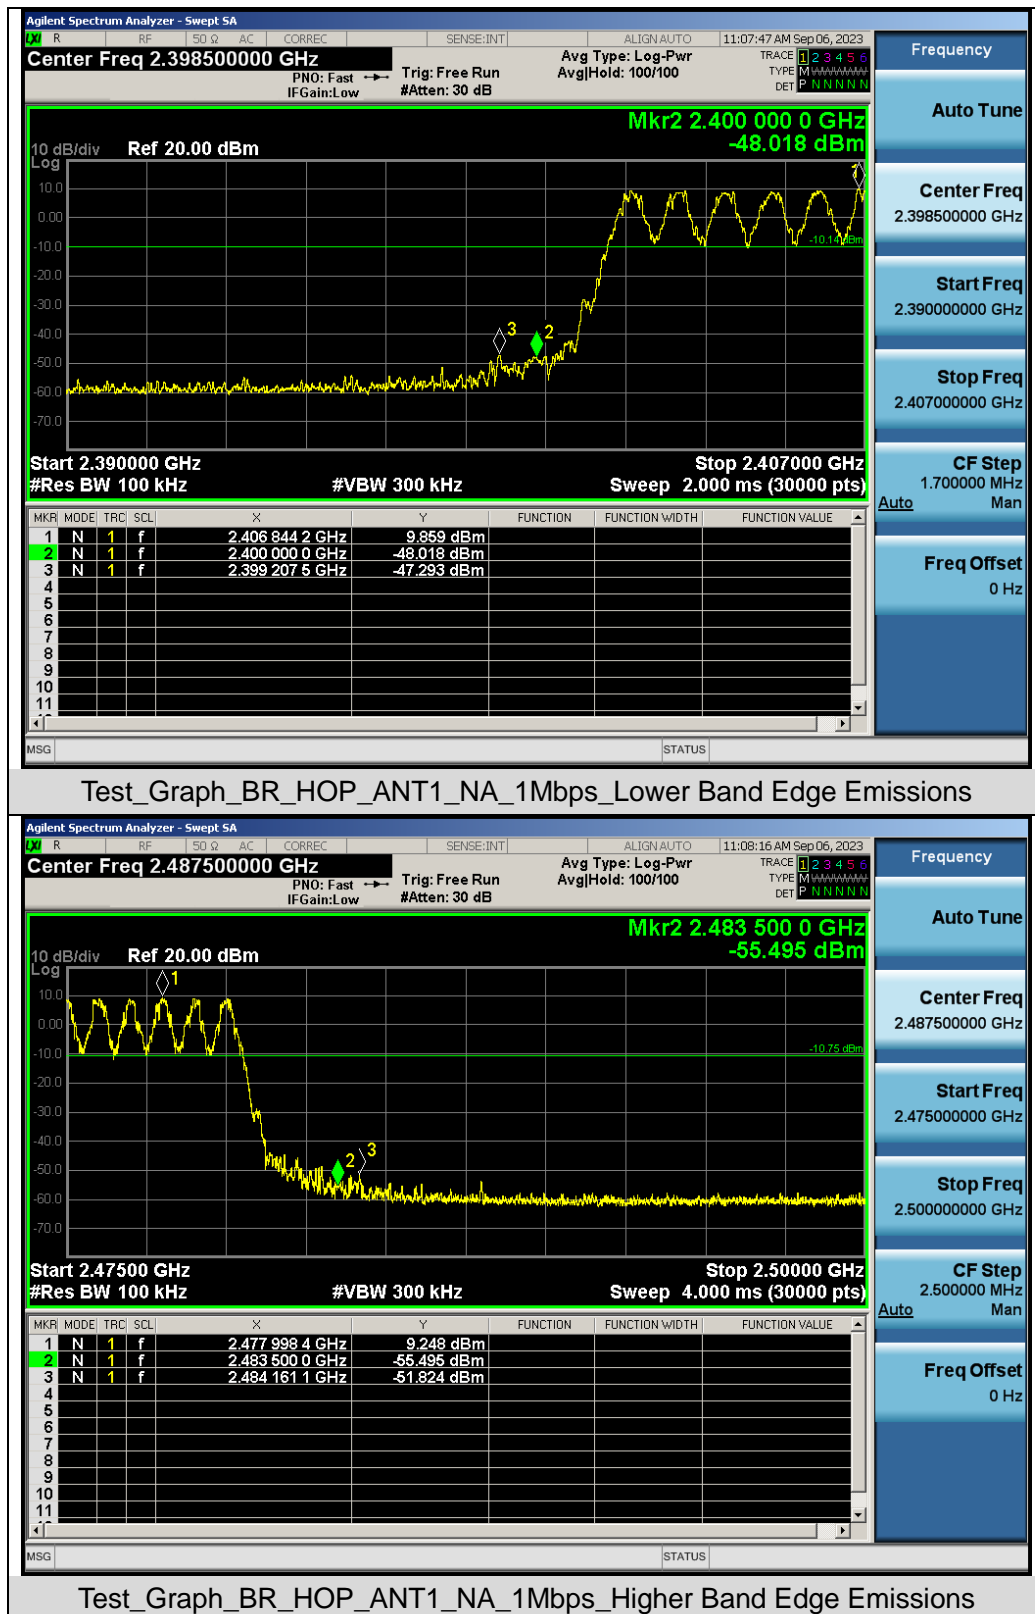 Agilent Spectrum Analyzer - Swept SA
LXI R RF 50 Ω AC CORREC SENSE:INT ALIGN AUTO 11:07:47 AM Sep 06, 2023
Center Freq 2.398500000 GHz
PNO: Fast
IFGain:Low
Trig: Free Run
#Atten: 30 dB
Avg Type: Log-Pwr
Avg|Hold: 100/100
TRACE 1 2 3 4 5 6
TYPE M
DET P N N N N N
Mkr2 2.400 000 0 GHz
-48.018 dBm
10 dB/div Ref 20.00 dBm
Log
10.0
0.00
-10.0
-20.0
-30.0
-40.0
-50.0
-60.0
-70.0
1
-10.14 dBm
3
2
Start 2.390000 GHz Stop 2.407000 GHz
#Res BW 100 kHz #VBW 300 kHz Sweep 2.000 ms (30000 pts)
MKR MODE TRC SCL X Y FUNCTION FUNCTION WIDTH FUNCTION VALUE
1 N 1 f 2.406 844 2 GHz 9.859 dBm
2 N 1 f 2.400 000 0 GHz -48.018 dBm
3 N 1 f 2.399 207 5 GHz -47.293 dBm
4
5
6
7
8
9
10
11
MSG STATUS
Frequency
Auto Tune
Center Freq
2.398500000 GHz
Start Freq
2.390000000 GHz
Stop Freq
2.407000000 GHz
CF Step
1.700000 MHz
Auto Man
Freq Offset
0 Hz
Test_Graph_BR_HOP_ANT1_NA_1Mbps_Lower Band Edge Emissions
Agilent Spectrum Analyzer - Swept SA
LXI R RF 50 Ω AC CORREC SENSE:INT ALIGN AUTO 11:08:16 AM Sep 06, 2023
Center Freq 2.487500000 GHz
PNO: Fast
IFGain:Low
Trig: Free Run
#Atten: 30 dB
Avg Type: Log-Pwr
Avg|Hold: 100/100
TRACE 1 2 3 4 5 6
TYPE M
DET P N N N N N
Mkr2 2.483 500 0 GHz
-55.495 dBm
10 dB/div Ref 20.00 dBm
Log
10.0
0.00
-10.0
-20.0
-30.0
-40.0
-50.0
-60.0
-70.0
1
-10.75 dBm
2
3
Start 2.47500 GHz Stop 2.50000 GHz
#Res BW 100 kHz #VBW 300 kHz Sweep 4.000 ms (30000 pts)
MKR MODE TRC SCL X Y FUNCTION FUNCTION WIDTH FUNCTION VALUE
1 N 1 f 2.477 998 4 GHz 9.248 dBm
2 N 1 f 2.483 500 0 GHz -55.495 dBm
3 N 1 f 2.484 161 1 GHz -51.824 dBm
4
5
6
7
8
9
10
11
MSG STATUS
Frequency
Auto Tune
Center Freq
2.487500000 GHz
Start Freq
2.475000000 GHz
Stop Freq
2.500000000 GHz
CF Step
2.500000 MHz
Auto Man
Freq Offset
0 Hz
Test_Graph_BR_HOP_ANT1_NA_1Mbps_Higher Band Edge Emissions